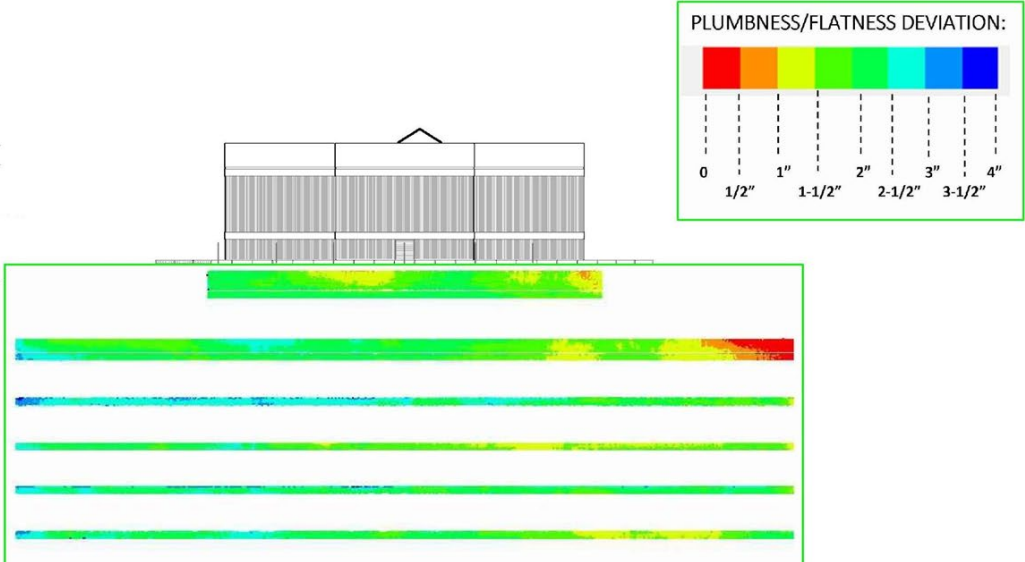 PLUMBNESS/FLATNESS DEVIATION:
0 1" 2" 3" 4"
1/2" 1-1/2" 2-1/2" 3-1/2"